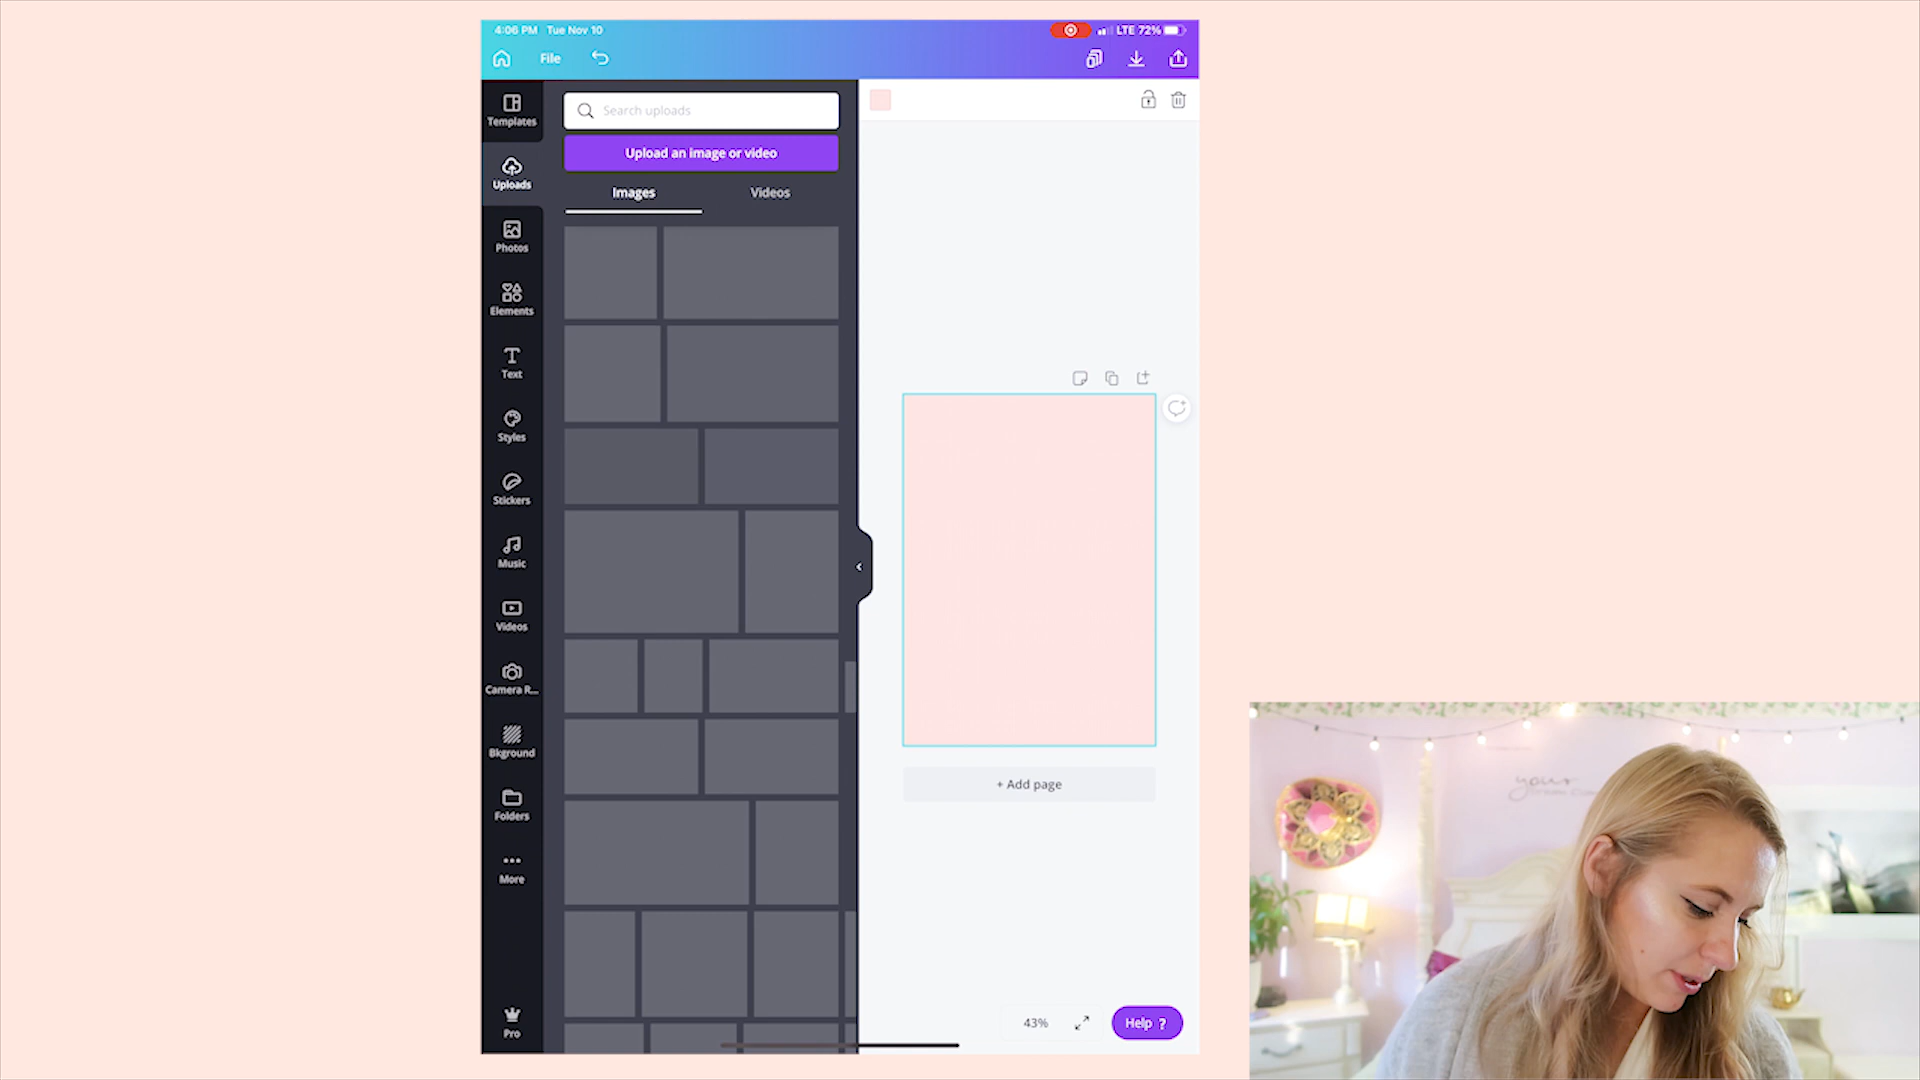 4:06 PM Tue Nov 10
LTE 72%
File
Templates
Search uploads
Upload an image or video
Uploads
Images
Videos
Photos
Elements
Text
Styles
Stickers
Music
Videos
Camera R...
Bkground
Folders
More
Pro
+ Add page
43%
Help ?
your